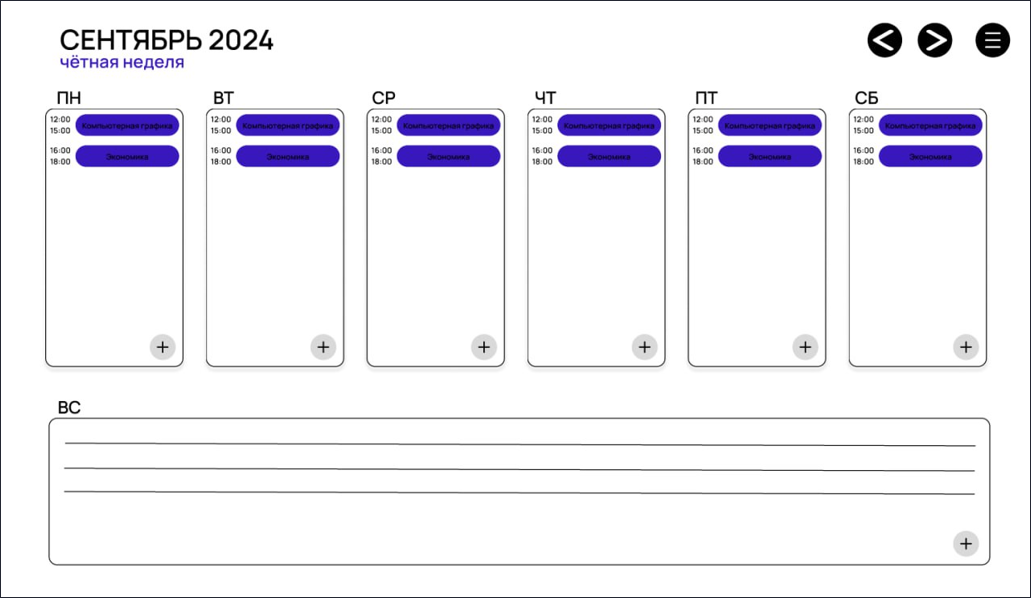 СЕНТЯБРЬ 2024
чётная неделя
ПН
12:00
15:00
Компьютерная графика
16:00
18:00
Экономика
ВТ
12:00
15:00
Компьютерная графика
16:00
18:00
Экономика
СР
12:00
15:00
Компьютерная графика
16:00
18:00
Экономика
ЧТ
12:00
15:00
Компьютерная графика
16:00
18:00
Экономика
ПТ
12:00
15:00
Компьютерная графика
16:00
18:00
Экономика
СБ
12:00
15:00
Компьютерная графика
16:00
18:00
Экономика
ВС